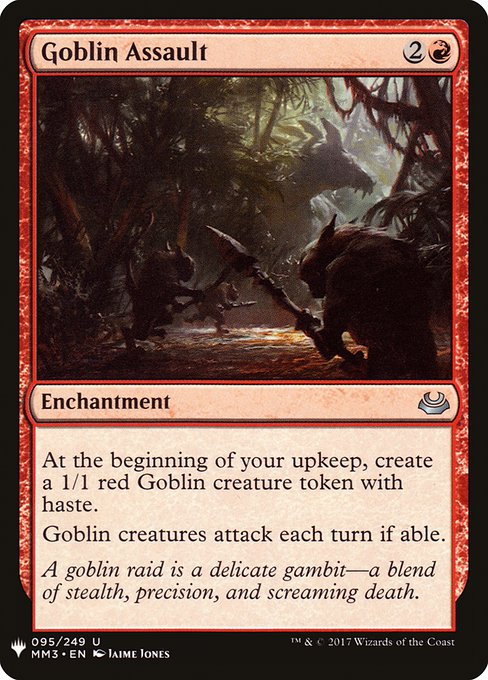 Goblin Assault 2
Enchantment
At the beginning of your upkeep, create
a 1/1 red Goblin creature token with
haste.
Goblin creatures attack each turn if able.
A goblin raid is a delicate gambit—a blend
of stealth, precision, and screaming death.
095/249 U
MM3 • EN Jaime Jones
™ & © 2017 Wizards of the Coast